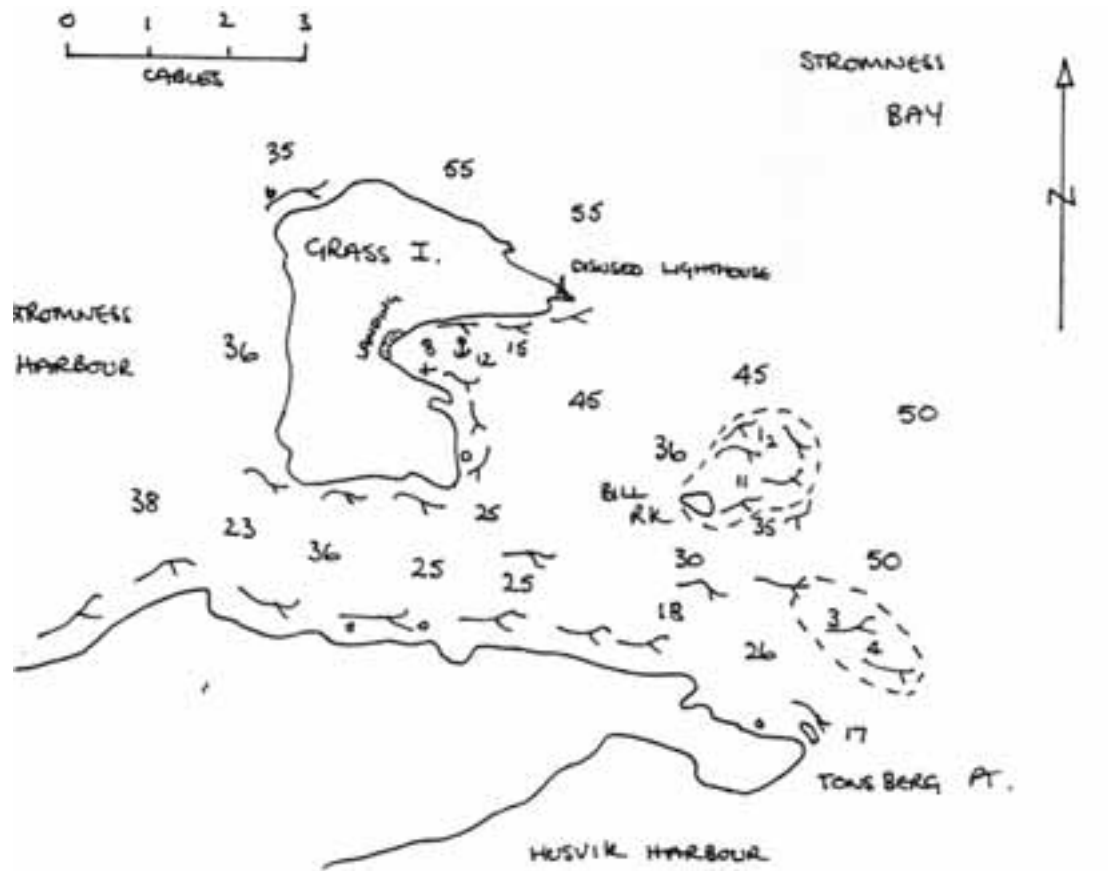 0 1 2 3
CABLES
STROMNESS
BAY
N
35
55
55
GRASS I.
DISUSED LIGHTHOUSE
STROMNESS
HARBOUR
36
LANDING
8
12
15
45
45
50
36
12
11
BILL
RK
35
38
23
36
25
25
25
30
50
18
3
4
26
17
TONSBERG PT.
HUSVIK HARBOUR